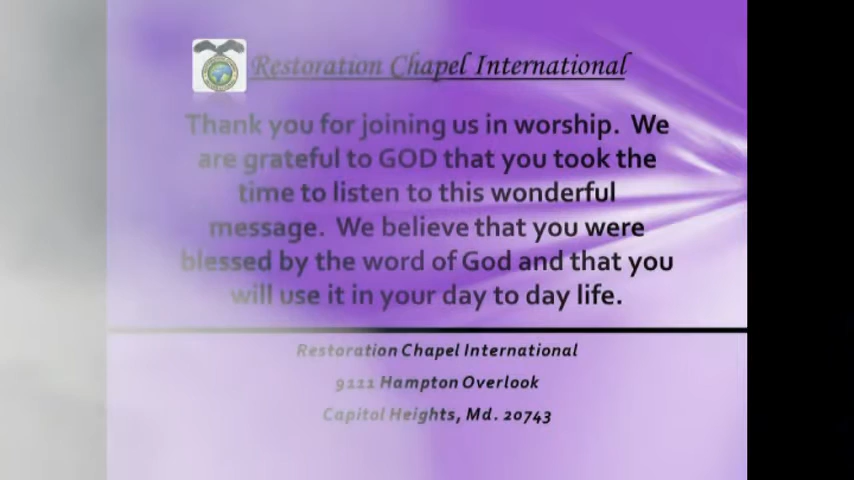 Restoration Chapel International
Thank you for joining us in worship. We
are grateful to GOD that you took the
time to listen to this wonderful
message. We believe that you were
blessed by the word of God and that you
will use it in your day to day life.
Restoration Chapel International
9111 Hampton Overlook
Capitol Heights, Md. 20743